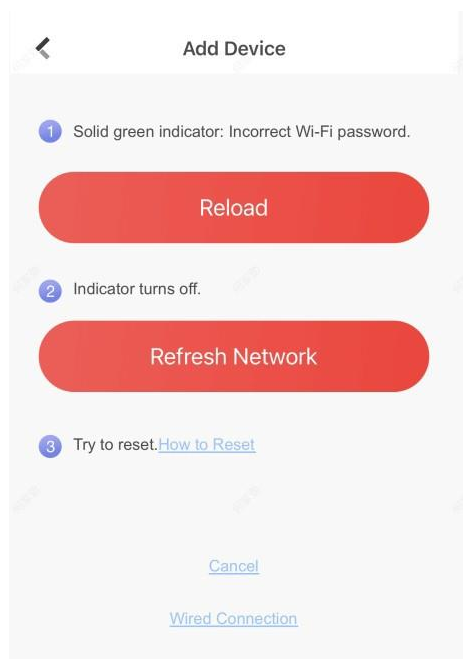 Add Device
1 Solid green indicator: Incorrect Wi-Fi password.
Reload
2 Indicator turns off.
Refresh Network
3 Try to reset.How to Reset
Cancel
Wired Connection